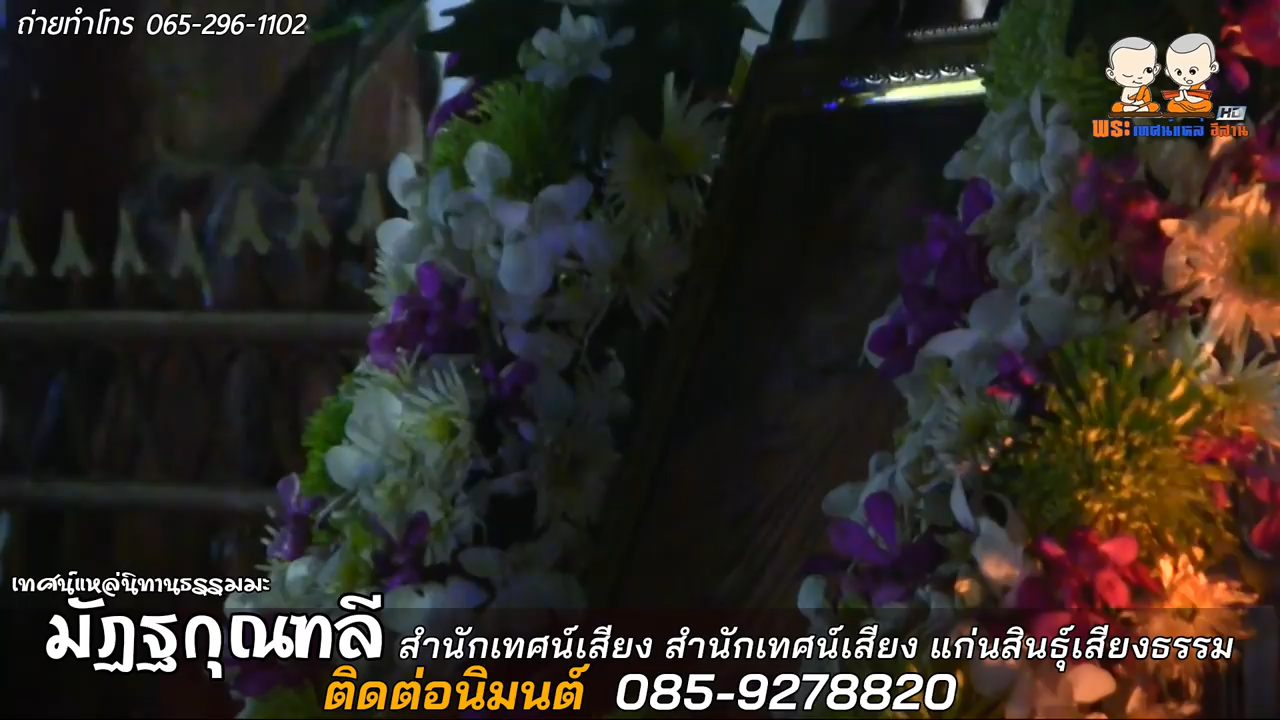 ถ่ายทำโทร 065-296-1102
HD
พระเทศน์แหล่อีสาน
เทศน์แหล่นิทานธรรมมะ
มัฏฐกุณฑลี สำนักเทศน์เสียง สำนักเทศน์เสียง แก่นสินธุ์เสียงธรรม
ติดต่อนิมนต์ 085-9278820